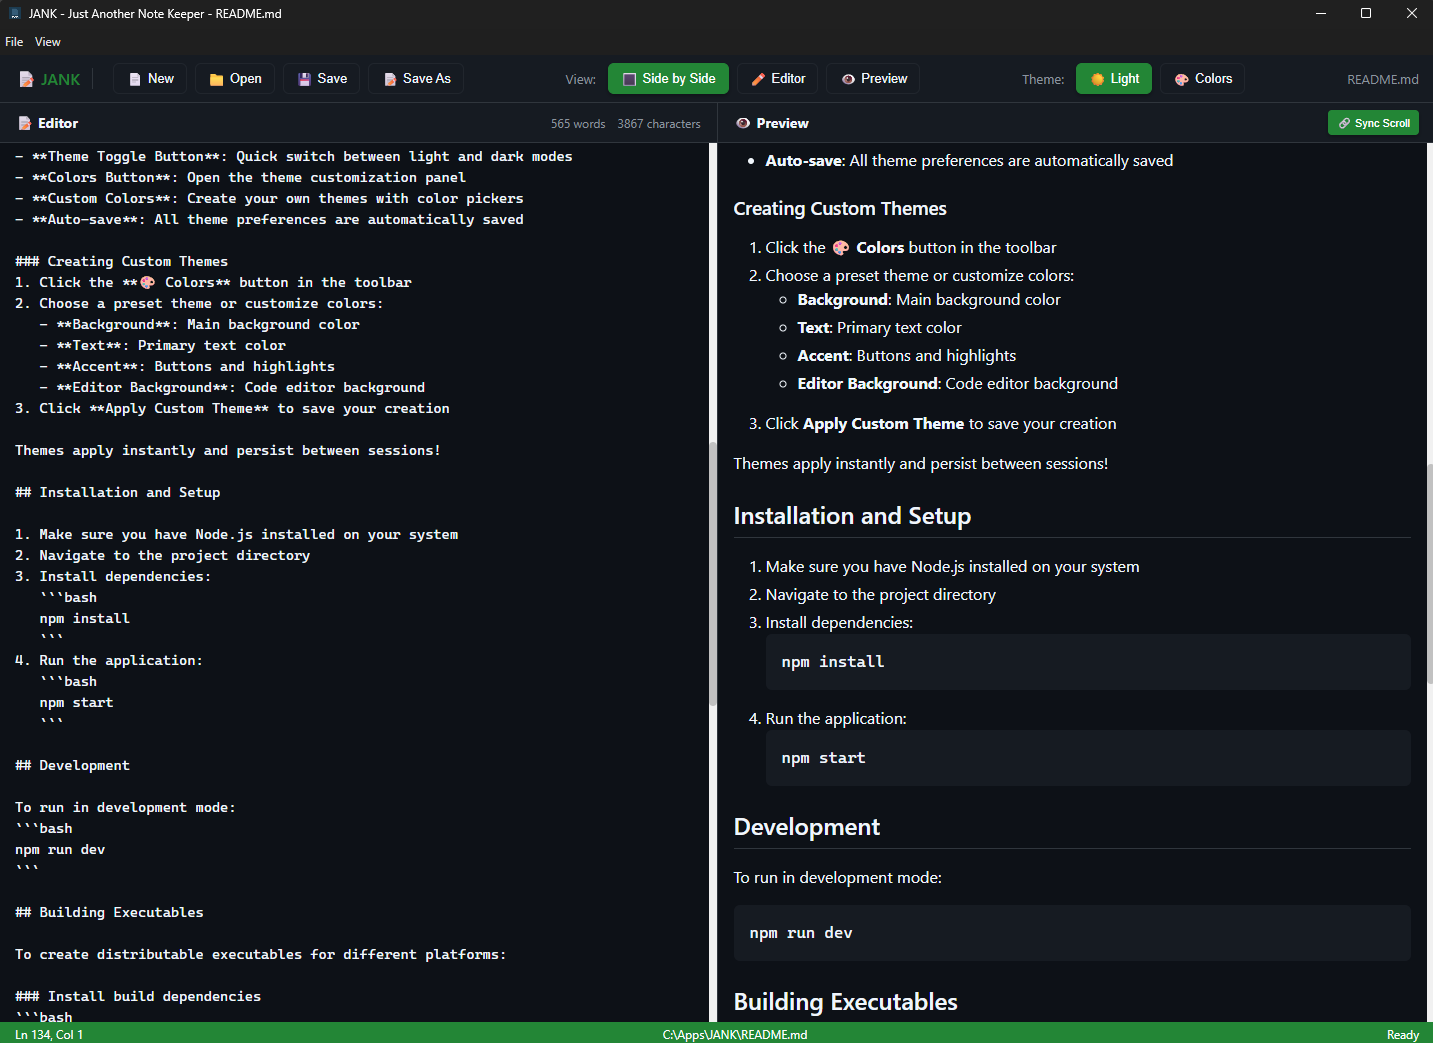 JANK - Just Another Note Keeper - README.md
File View
📝 JANK 📄 New 📁 Open 💾 Save 📝 Save As View: Side by Side Editor 👁️ Preview Theme: ☀️ Light 🎨 Colors README.md
📝 Editor 565 words 3867 characters
- **Theme Toggle Button**: Quick switch between light and dark modes
- **Colors Button**: Open the theme customization panel
- **Custom Colors**: Create your own themes with color pickers
- **Auto-save**: All theme preferences are automatically saved
### Creating Custom Themes
1. Click the **🎨 Colors** button in the toolbar
2. Choose a preset theme or customize colors:
- **Background**: Main background color
- **Text**: Primary text color
- **Accent**: Buttons and highlights
- **Editor Background**: Code editor background
3. Click **Apply Custom Theme** to save your creation
Themes apply instantly and persist between sessions!
## Installation and Setup
1. Make sure you have Node.js installed on your system
2. Navigate to the project directory
3. Install dependencies:
```bash
npm install
```
4. Run the application:
```bash
npm start
```
## Development
To run in development mode:
```bash
npm run dev
```
## Building Executables
To create distributable executables for different platforms:
### Install build dependencies
```bash
👁️ Preview 🔗 Sync Scroll
• Auto-save: All theme preferences are automatically saved
Creating Custom Themes
1. Click the 🎨 Colors button in the toolbar
2. Choose a preset theme or customize colors:
◦ Background: Main background color
◦ Text: Primary text color
◦ Accent: Buttons and highlights
◦ Editor Background: Code editor background
3. Click Apply Custom Theme to save your creation
Themes apply instantly and persist between sessions!
Installation and Setup
1. Make sure you have Node.js installed on your system
2. Navigate to the project directory
3. Install dependencies:
npm install
4. Run the application:
npm start
Development
To run in development mode:
npm run dev
Building Executables
Ln 134, Col 1 C:\Apps\JANK\README.md Ready